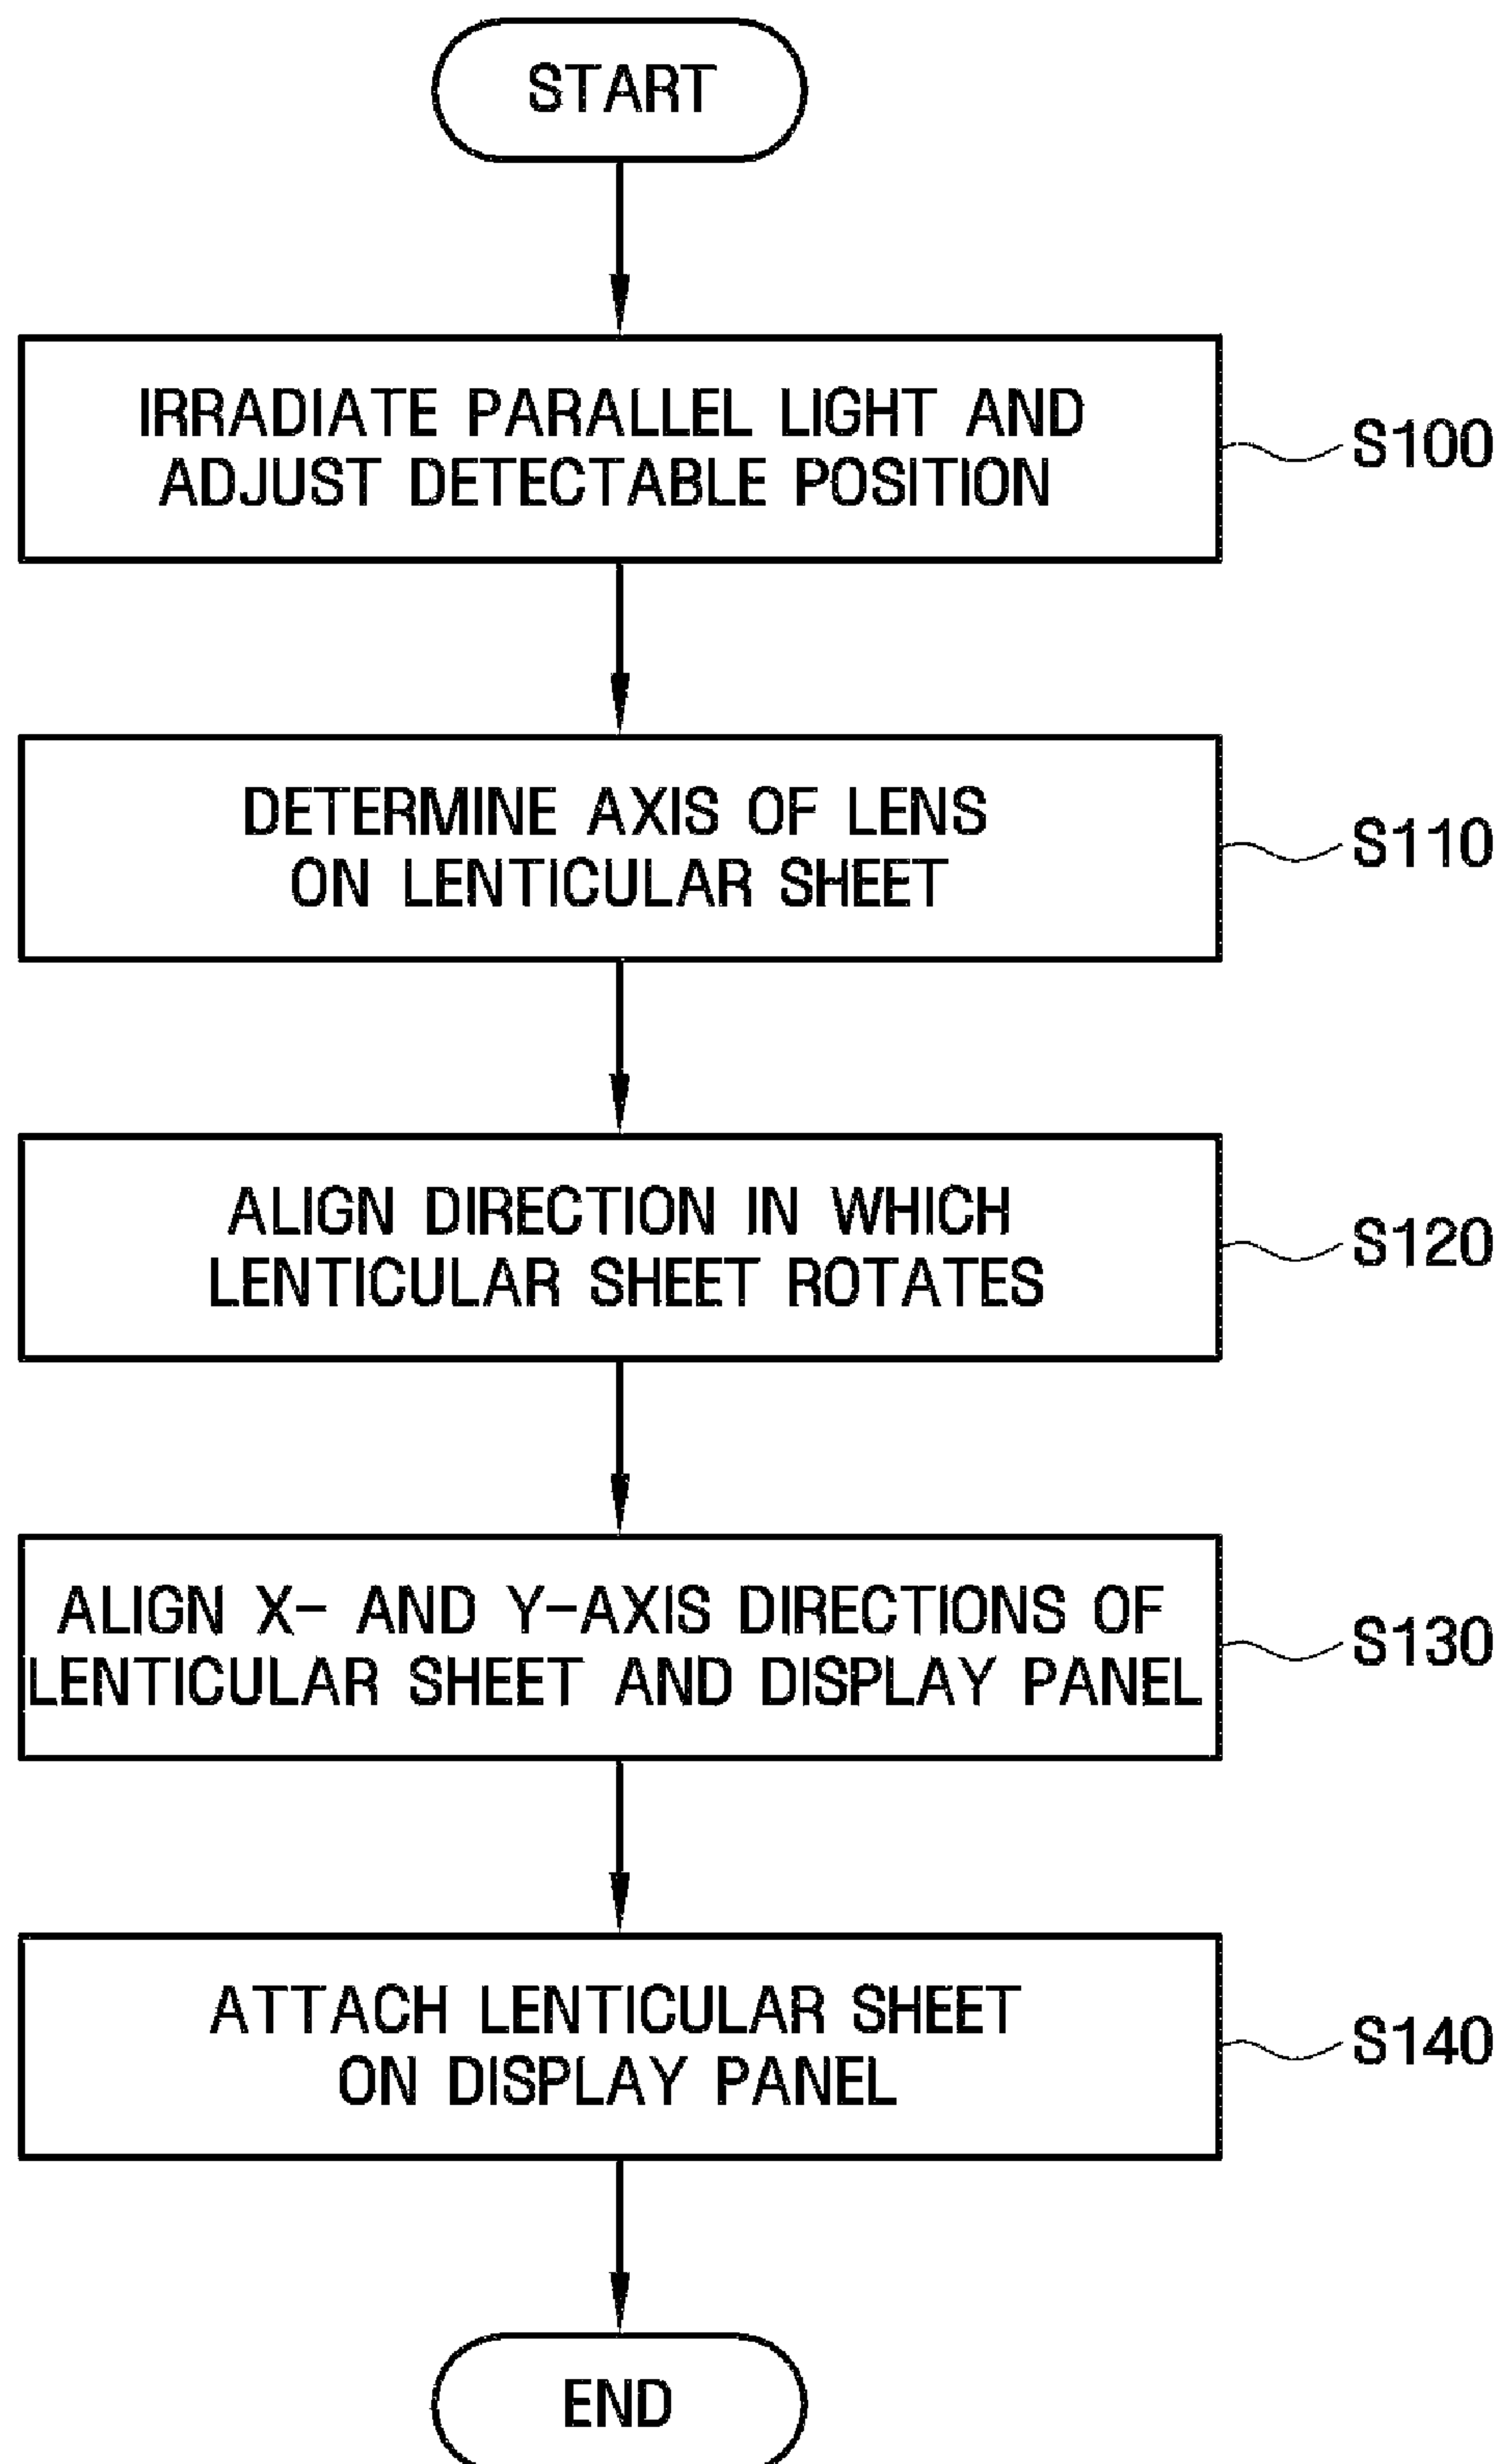 START
IRRADIATE PARALLEL LIGHT AND
ADJUST DETECTABLE POSITION
S100
DETERMINE AXIS OF LENS
ON LENTICULAR SHEET
S110
ALIGN DIRECTION IN WHICH
LENTICULAR SHEET ROTATES
S120
ALIGN X- AND Y-AXIS DIRECTIONS OF
LENTICULAR SHEET AND DISPLAY PANEL
S130
ATTACH LENTICULAR SHEET
ON DISPLAY PANEL
S140
END